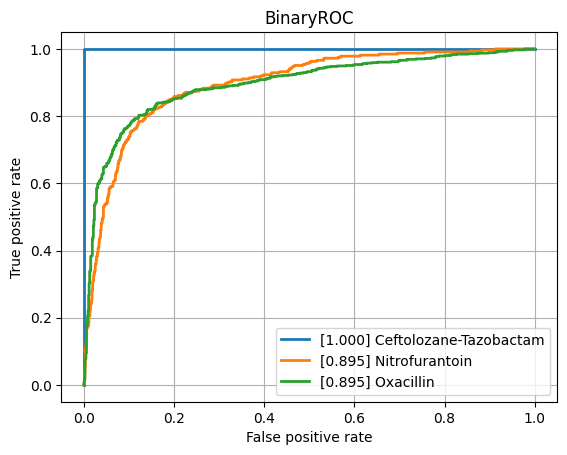 BinaryROC
True positive rate
1.0
0.8
0.6
0.4
0.2
0.0
[1.000] Ceftolozane-Tazobactam
[0.895] Nitrofurantoin
[0.895] Oxacillin
0.0 0.2 0.4 0.6 0.8 1.0
False positive rate